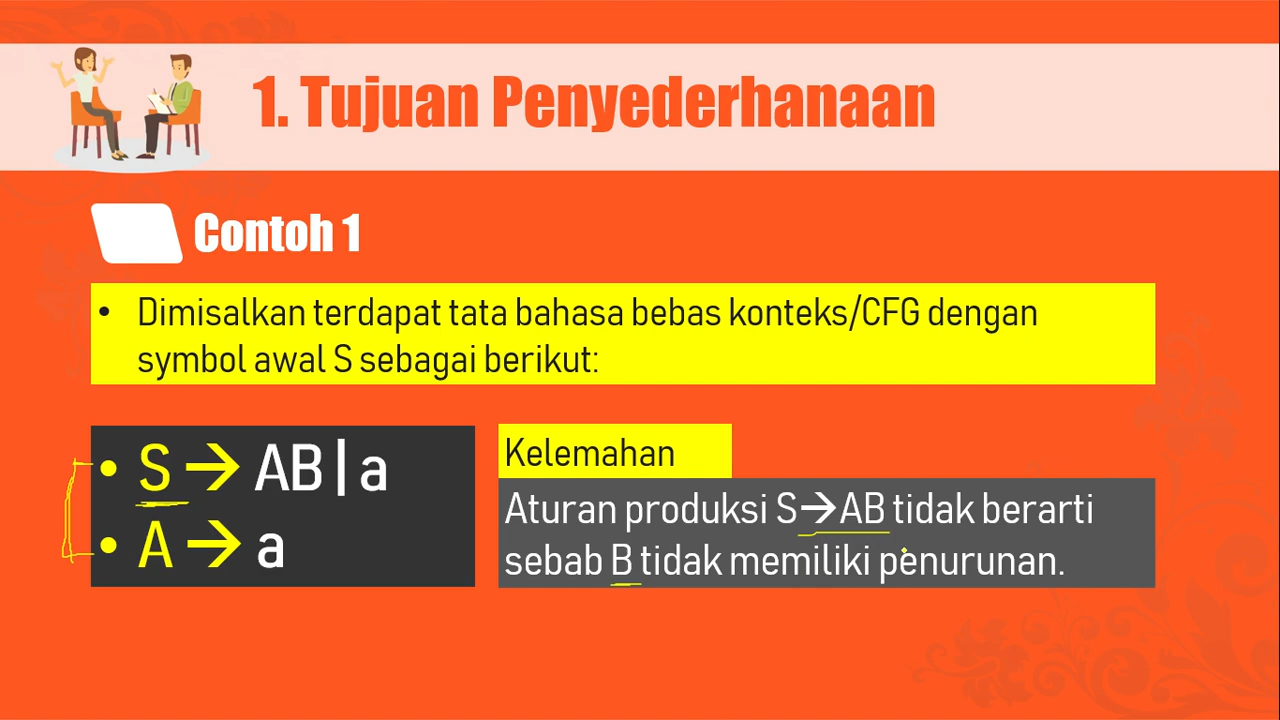 1. Tujuan Penyederhanaan
Contoh 1
• Dimisalkan terdapat tata bahasa bebas konteks/CFG dengan
symbol awal S sebagai berikut:
• S → AB | a
• A → a
Kelemahan
Aturan produksi S→AB tidak berarti
sebab B tidak memiliki penurunan.